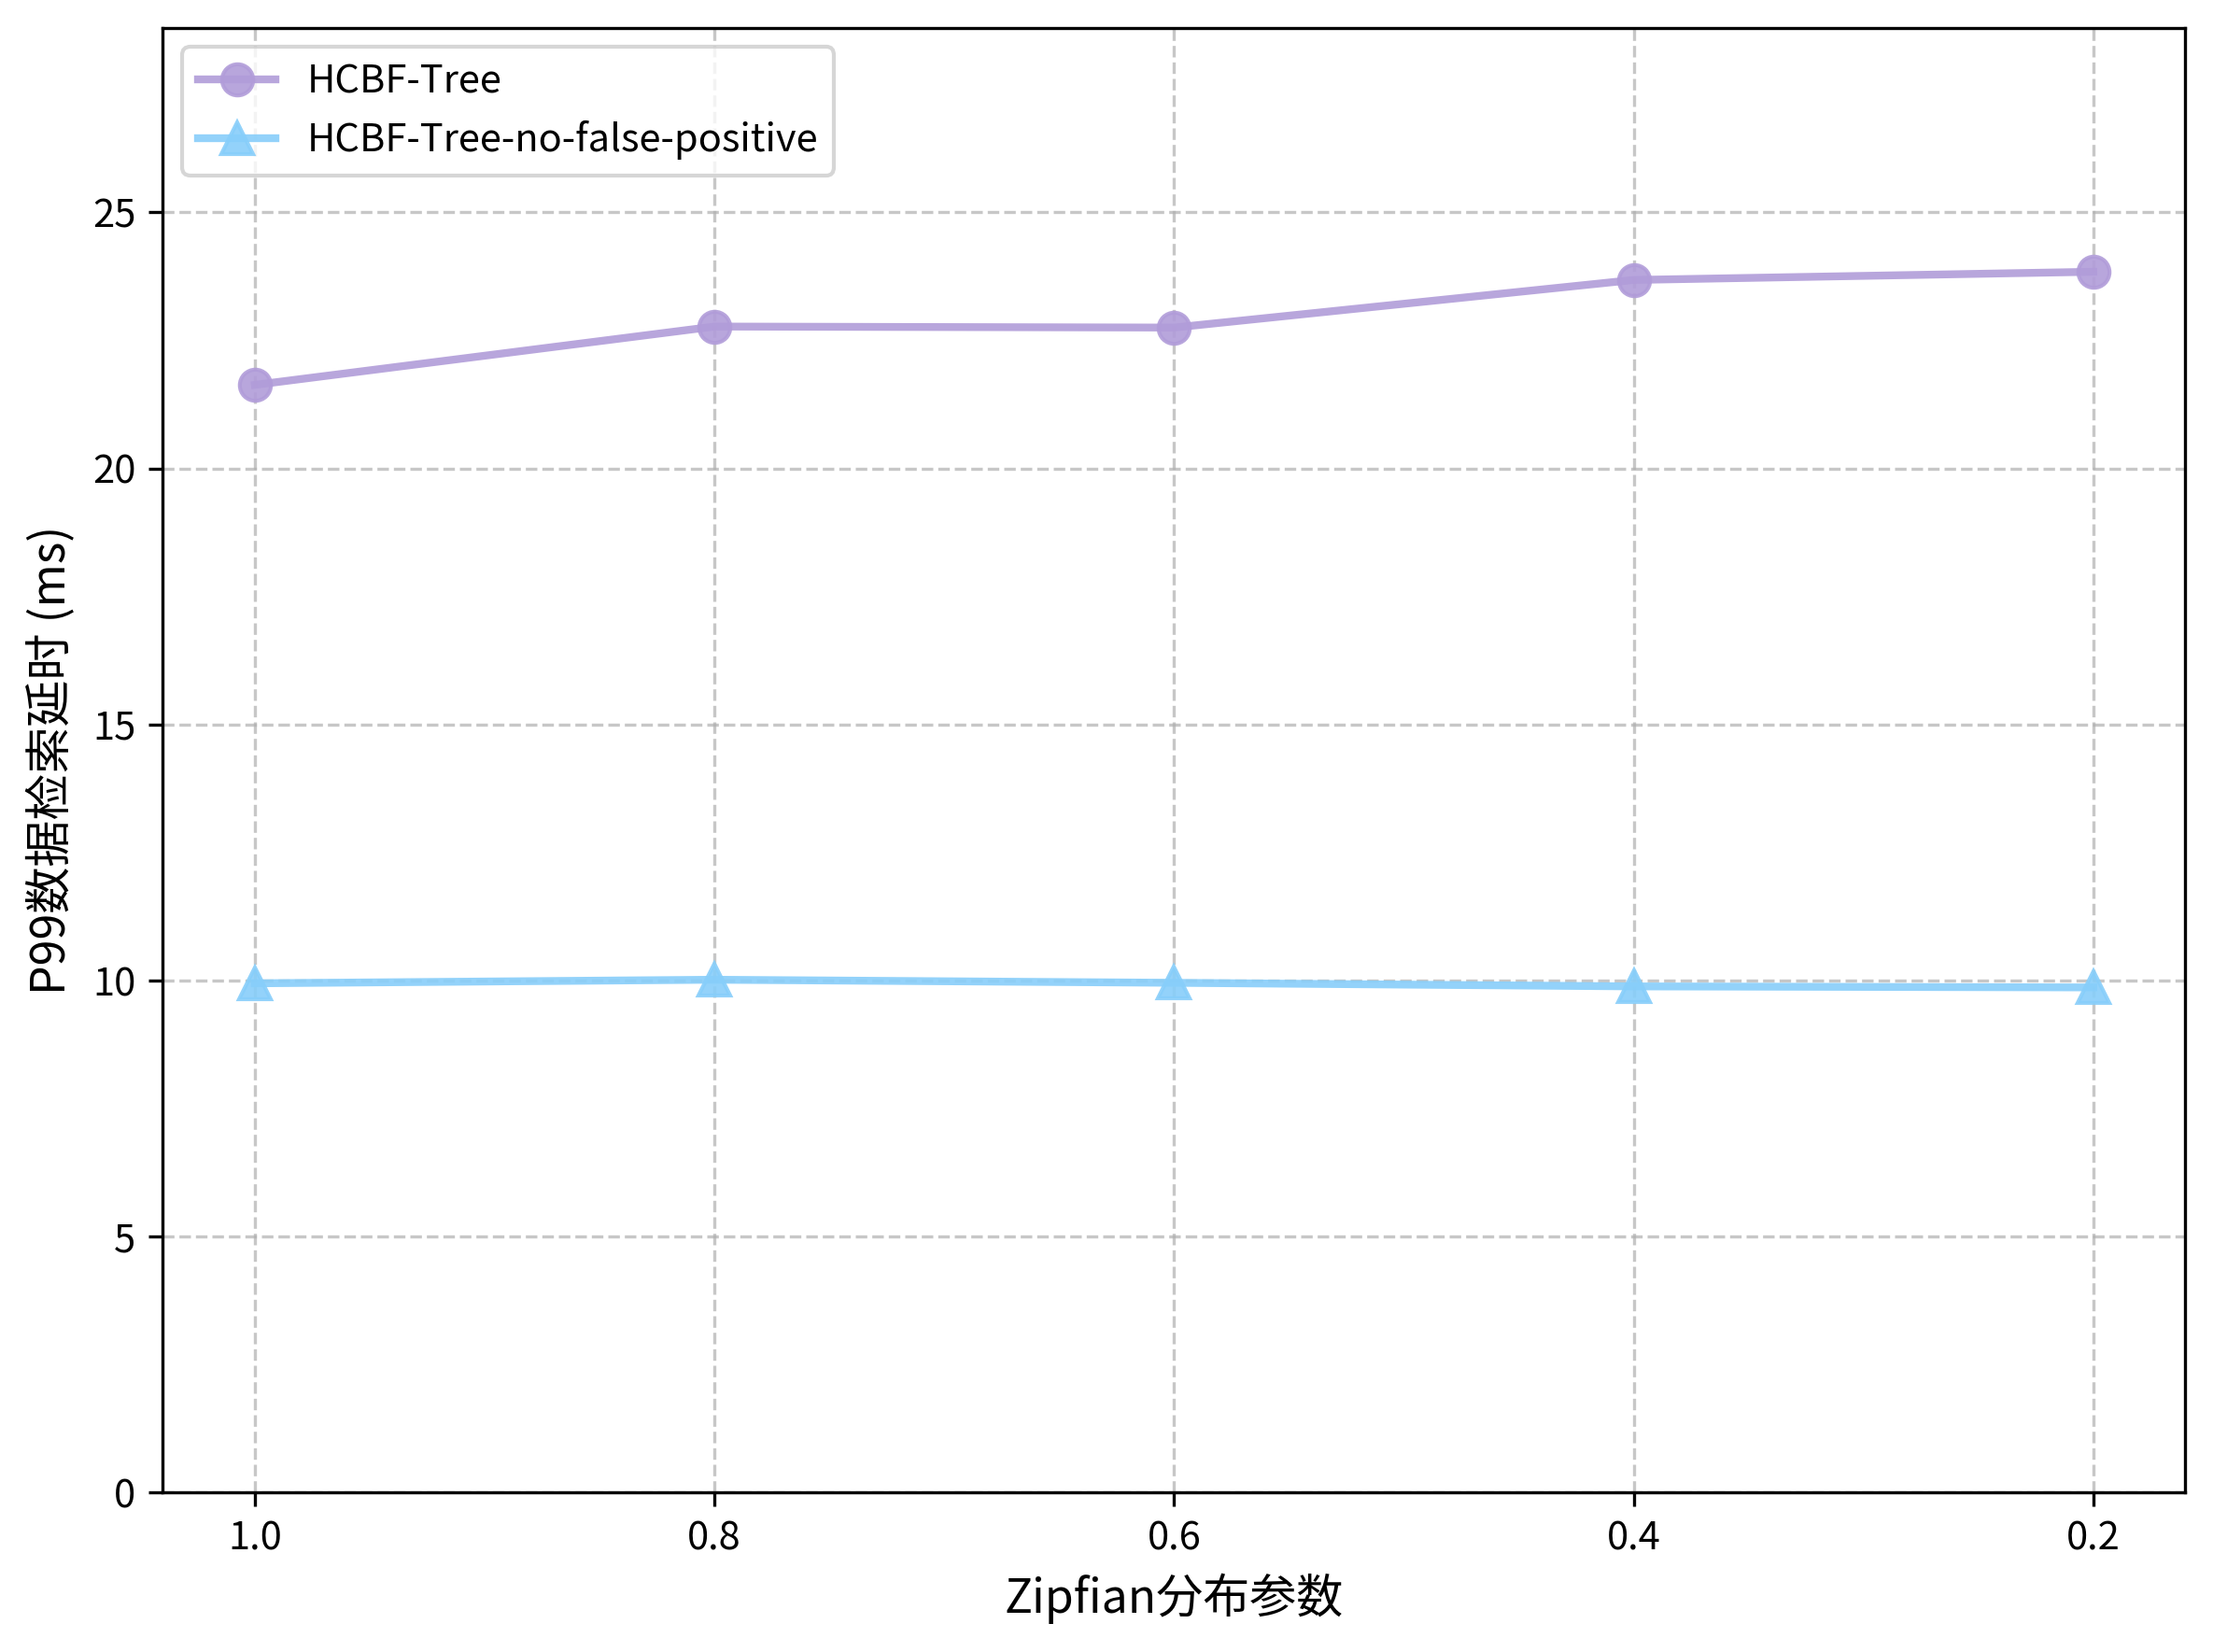 HCBF-Tree
HCBF-Tree-no-false-positive
25
20
15
10
5
0
P99数据检索延时 (ms)
1.0 0.8 0.6 0.4 0.2
Zipfian分布参数